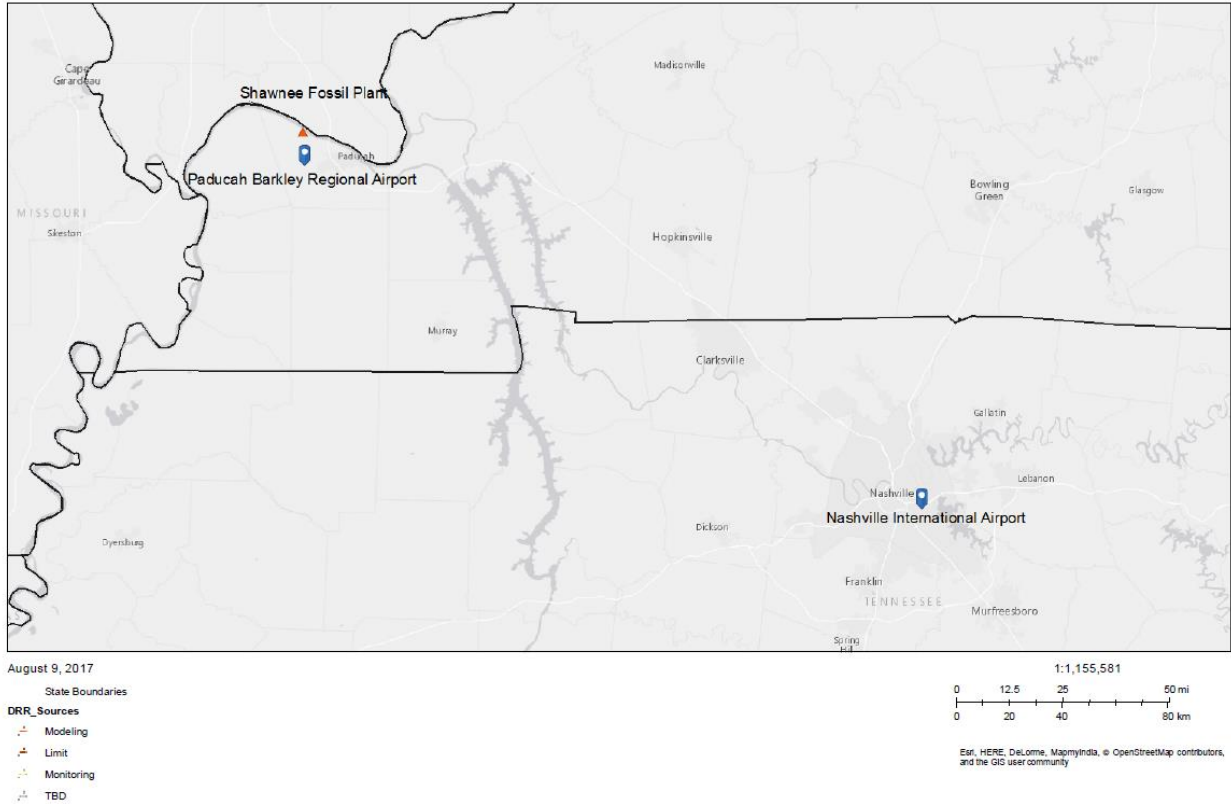 Cape
Girardeau
Madisonville
Shawnee Fossil Plant
Paducah
Paducah Barkley Regional Airport
Bowling
Green
Glasgow
MISSOURI
Sikeston
Hopkinsville
Murray
Clarksville
Gallatin
Nashville
Lebanon
Nashville International Airport
Dickson
Dyersburg
Franklin
TENNESSEE
Murfreesboro
Spring
Hill
August 9, 2017
1:1,155,581
State Boundaries
DRR_Sources
Modeling
Limit
Monitoring
TBD
0 12.5 25 50 mi
0 20 40 80 km
Esri, HERE, DeLorme, MapmyIndia, © OpenStreetMap contributors,
and the GIS user community